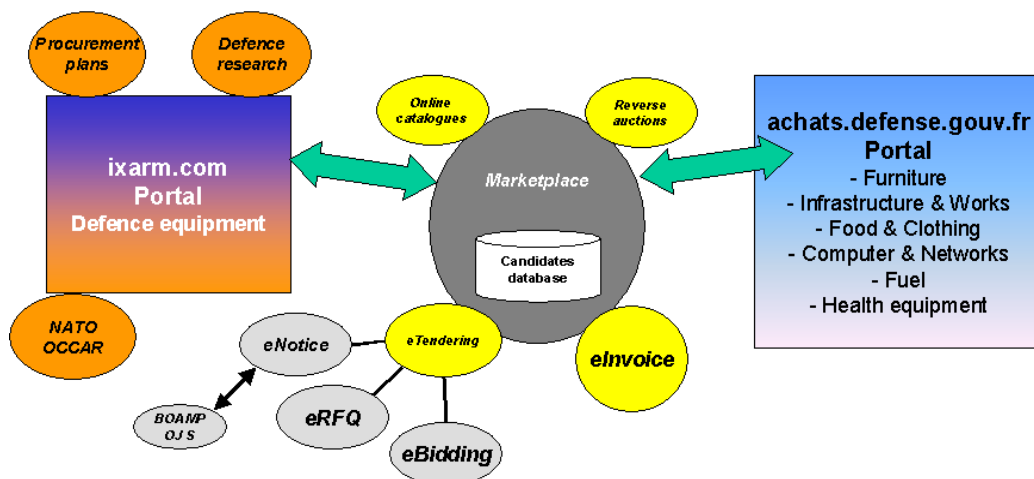 Procurement
plans
Defence
research
ixarm.com
Portal
Defence equipment
NATO
OCCAR
Online
catalogues
Reverse
auctions
Marketplace
Candidates
database
eTendering
eInvoice
eNotice
eRFQ
eBidding
BOAMP
OJS
achats.defense.gouv.fr
Portal
- Furniture
- Infrastructure & Works
- Food & Clothing
- Computer & Networks
- Fuel
- Health equipment